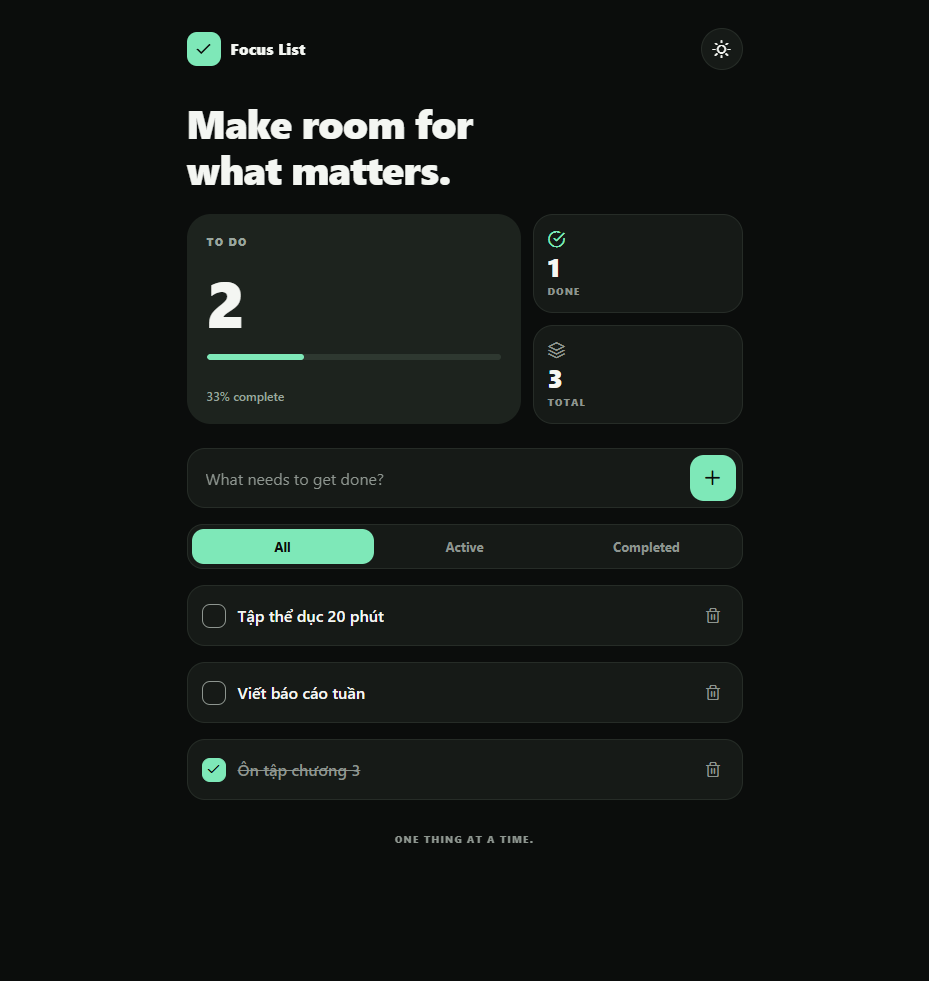 Focus List
Make room for
what matters.
TO DO
2
33% complete
1
DONE
3
TOTAL
What needs to get done?
All
Active
Completed
Tập thể dục 20 phút
Viết báo cáo tuần
Ôn tập chương 3
ONE THING AT A TIME.